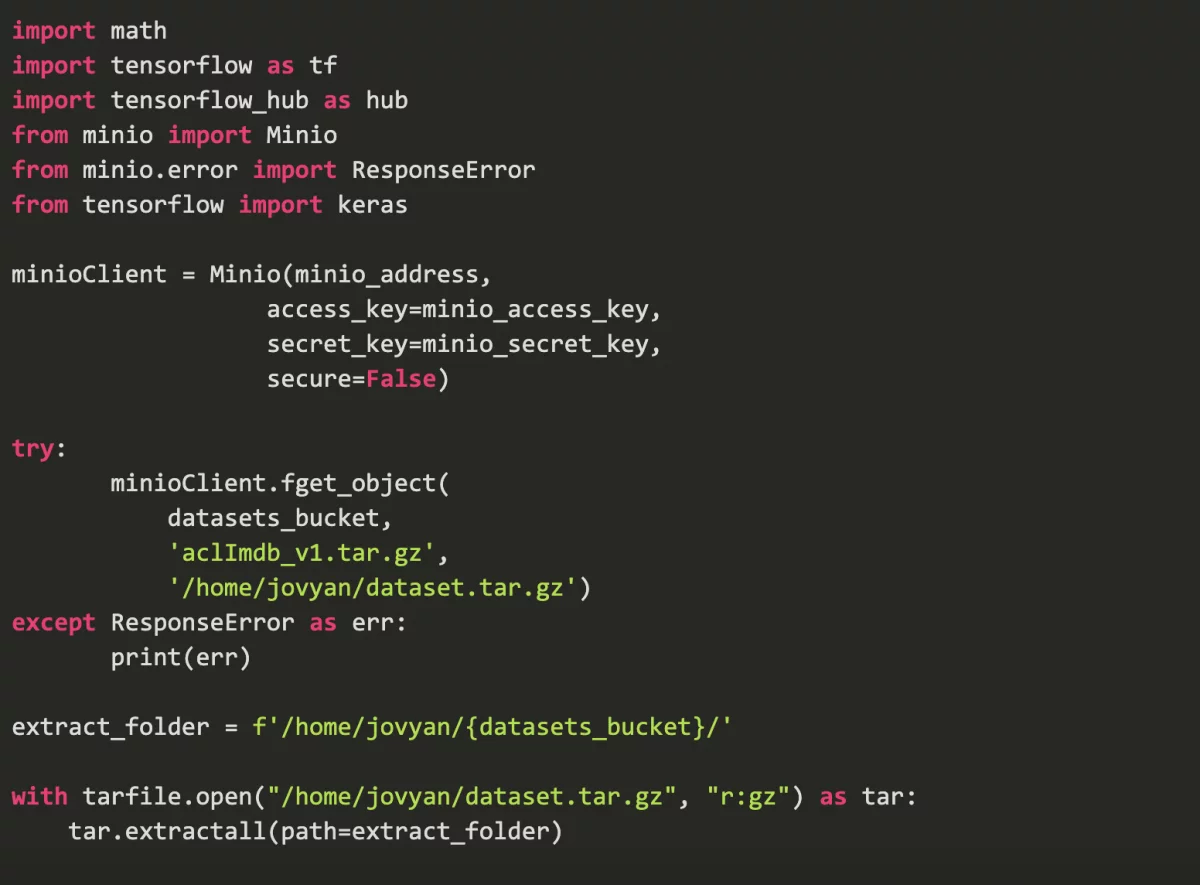 import math
import tensorflow as tf
import tensorflow_hub as hub
from minio import Minio
from minio.error import ResponseError
from tensorflow import keras

minioClient = Minio(minio_address,
                  access_key=minio_access_key,
                  secret_key=minio_secret_key,
                  secure=False)

try:
       minioClient.fget_object(
           datasets_bucket,
           'aclImdb_v1.tar.gz',
           '/home/jovyan/dataset.tar.gz')
except ResponseError as err:
       print(err)

extract_folder = f'/home/jovyan/{datasets_bucket}/'

with tarfile.open("/home/jovyan/dataset.tar.gz", "r:gz") as tar:
    tar.extractall(path=extract_folder)